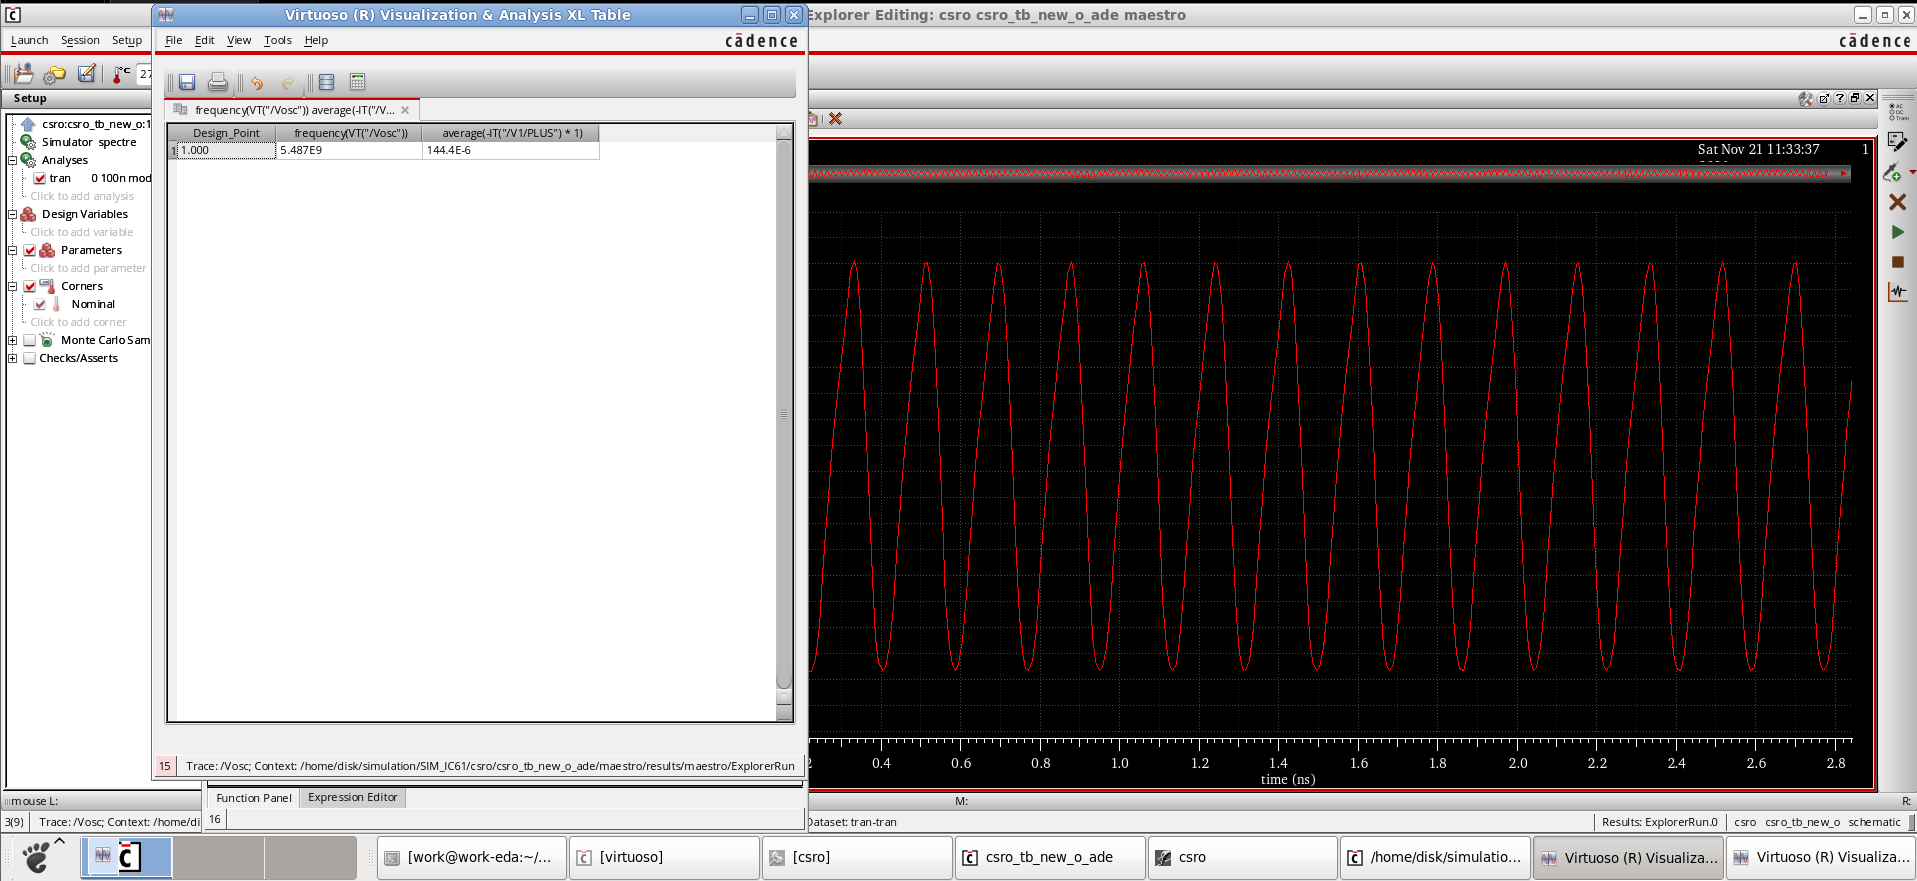 Virtuoso (R) Visualization & Analysis XL Table
Explorer Editing: csro csro_tb_new_o_ade maestro
Launch Session Setup
File Edit View Tools Help
cādence
cādence
27
Setup
frequency(VT("/Vosc")) average(-IT("/V...
csro:csro_tb_new_o:1
Simulator spectre
Analyses
tran 0 100n mod
Click to add analysis
Design Variables
Click to add variable
Parameters
Click to add parameter
Corners
Nominal
Click to add corner
Monte Carlo Sam
Checks/Asserts
Design_Point frequency(VT("/Vosc")) average(-IT("/V1/PLUS") * 1)
1 1.000 5.487E9 144.4E-6
Sat Nov 21 11:33:37 1
AC
DC
Trans
0.4 0.6 0.8 1.0 1.2 1.4 1.6 1.8 2.0 2.2 2.4 2.6 2.8
time (ns)
15 Trace: /Vosc; Context: /home/disk/simulation/SIM_IC61/csro/csro_tb_new_o_ade/maestro/results/maestro/ExplorerRun
Function Panel Expression Editor
mouse L: M: R:
16
3(9) Trace: /Vosc; Context: /home/di
ataset: tran-tran
Results: ExplorerRun.0 csro csro_tb_new_o schematic
[work@work-eda:~/... [virtuoso] [csro] csro_tb_new_o_ade csro /home/disk/simulatio... Virtuoso (R) Visualiza... Virtuoso (R) Visualiza...